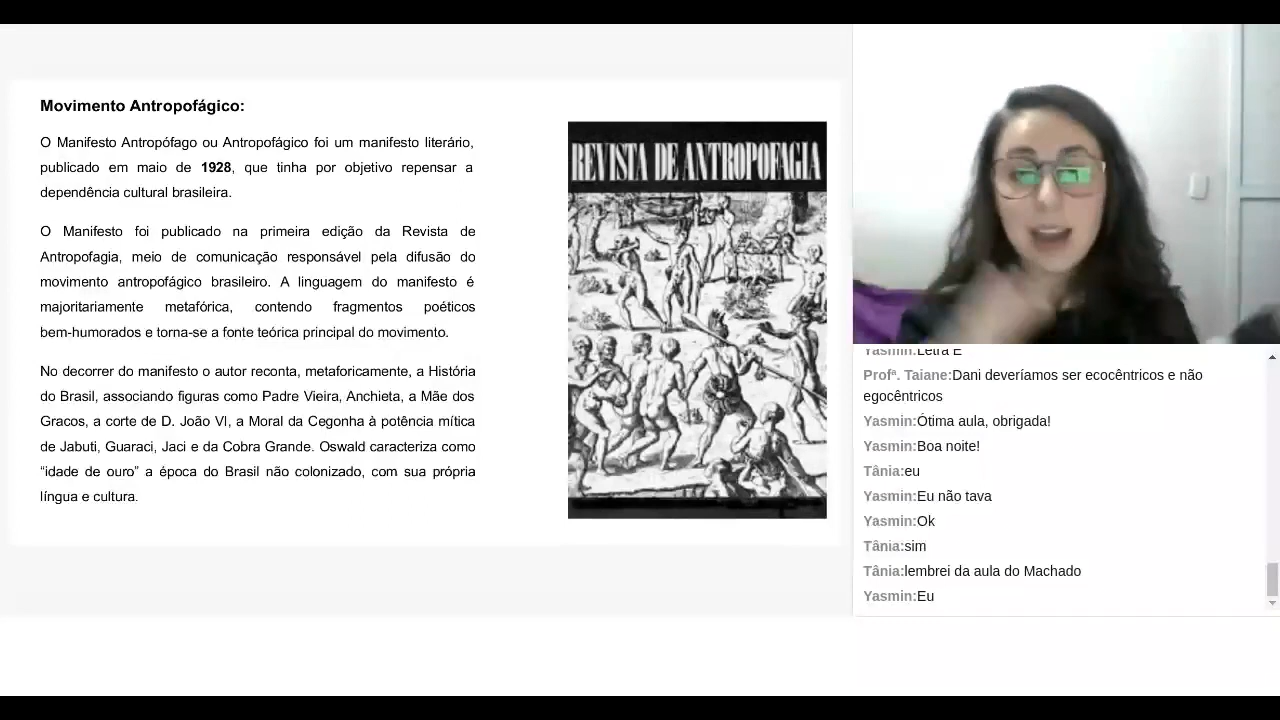 Movimento Antropofágico:
O Manifesto Antropófago ou Antropofágico foi um manifesto literário,
publicado em maio de 1928, que tinha por objetivo repensar a
dependência cultural brasileira.
O Manifesto foi publicado na primeira edição da Revista de
Antropofagia, meio de comunicação responsável pela difusão do
movimento antropofágico brasileiro. A linguagem do manifesto é
majoritariamente metafórica, contendo fragmentos poéticos
bem-humorados e torna-se a fonte teórica principal do movimento.
No decorrer do manifesto o autor reconta, metaforicamente, a História
do Brasil, associando figuras como Padre Vieira, Anchieta, a Mãe dos
Gracos, a corte de D. João VI, a Moral da Cegonha à potência mítica
de Jabuti, Guaraci, Jaci e da Cobra Grande. Oswald caracteriza como
“idade de ouro” a época do Brasil não colonizado, com sua própria
língua e cultura.
REVISTA DE ANTROPOFAGIA
Yasmin:Letra E
Profª. Taiane:Dani deveríamos ser ecocêntricos e não
egocêntricos
Yasmin:Ótima aula, obrigada!
Yasmin:Boa noite!
Tânia:eu
Yasmin:Eu não tava
Yasmin:Ok
Tânia:sim
Tânia:lembrei da aula do Machado
Yasmin:Eu